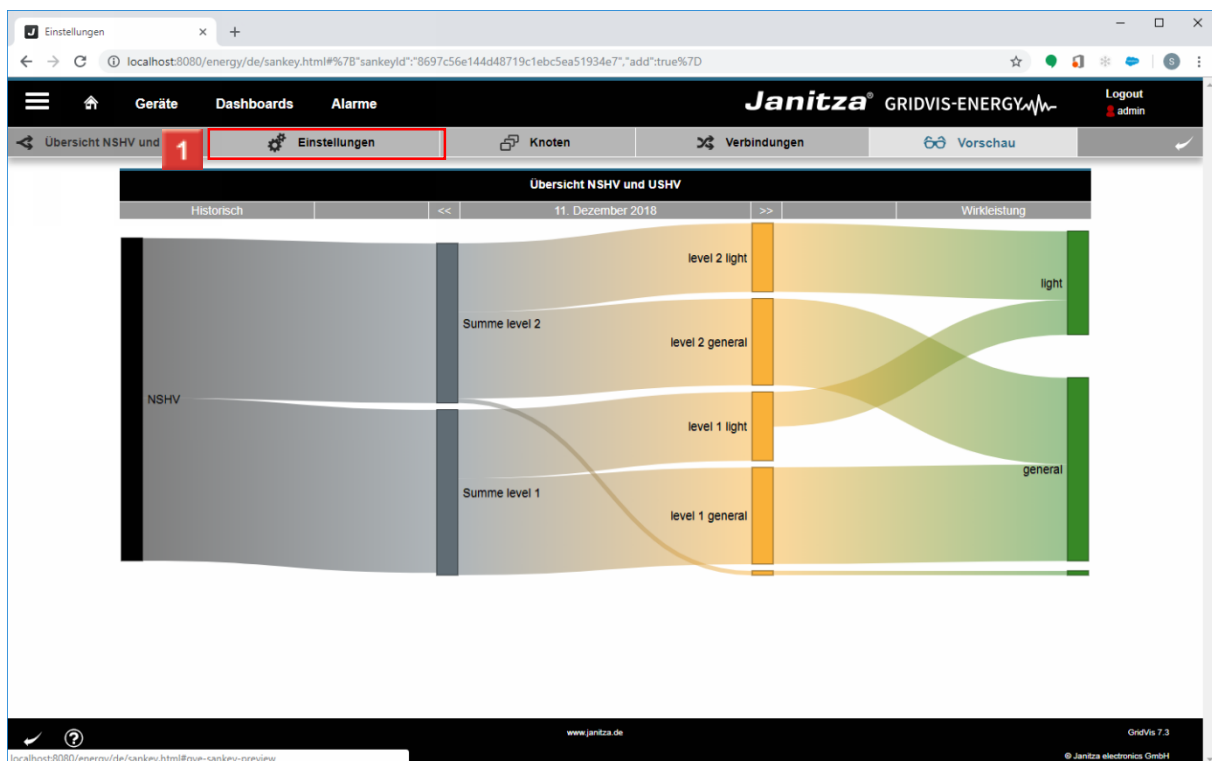 Einstellungen
localhost:8080/energy/de/sankey.html#%7B"sankeyId":"8697c56e144d48719c1ebc5ea51934e7","add":true%7D
S
Geräte Dashboards Alarme
Janitza® GRIDVIS-ENERGY
Logout
admin
Übersicht NSHV und
1
Einstellungen
Knoten
Verbindungen
Vorschau
Übersicht NSHV und USHV
Historisch << 11. Dezember 2018 >> Wirkleistung
level 2 light
light
Summe level 2
level 2 general
NSHV
level 1 light
general
Summe level 1
level 1 general
www.janitza.de
GridVis 7.3
© Janitza electronics GmbH
localhost:8080/energy/de/sankey.html#gve-sankey-preview